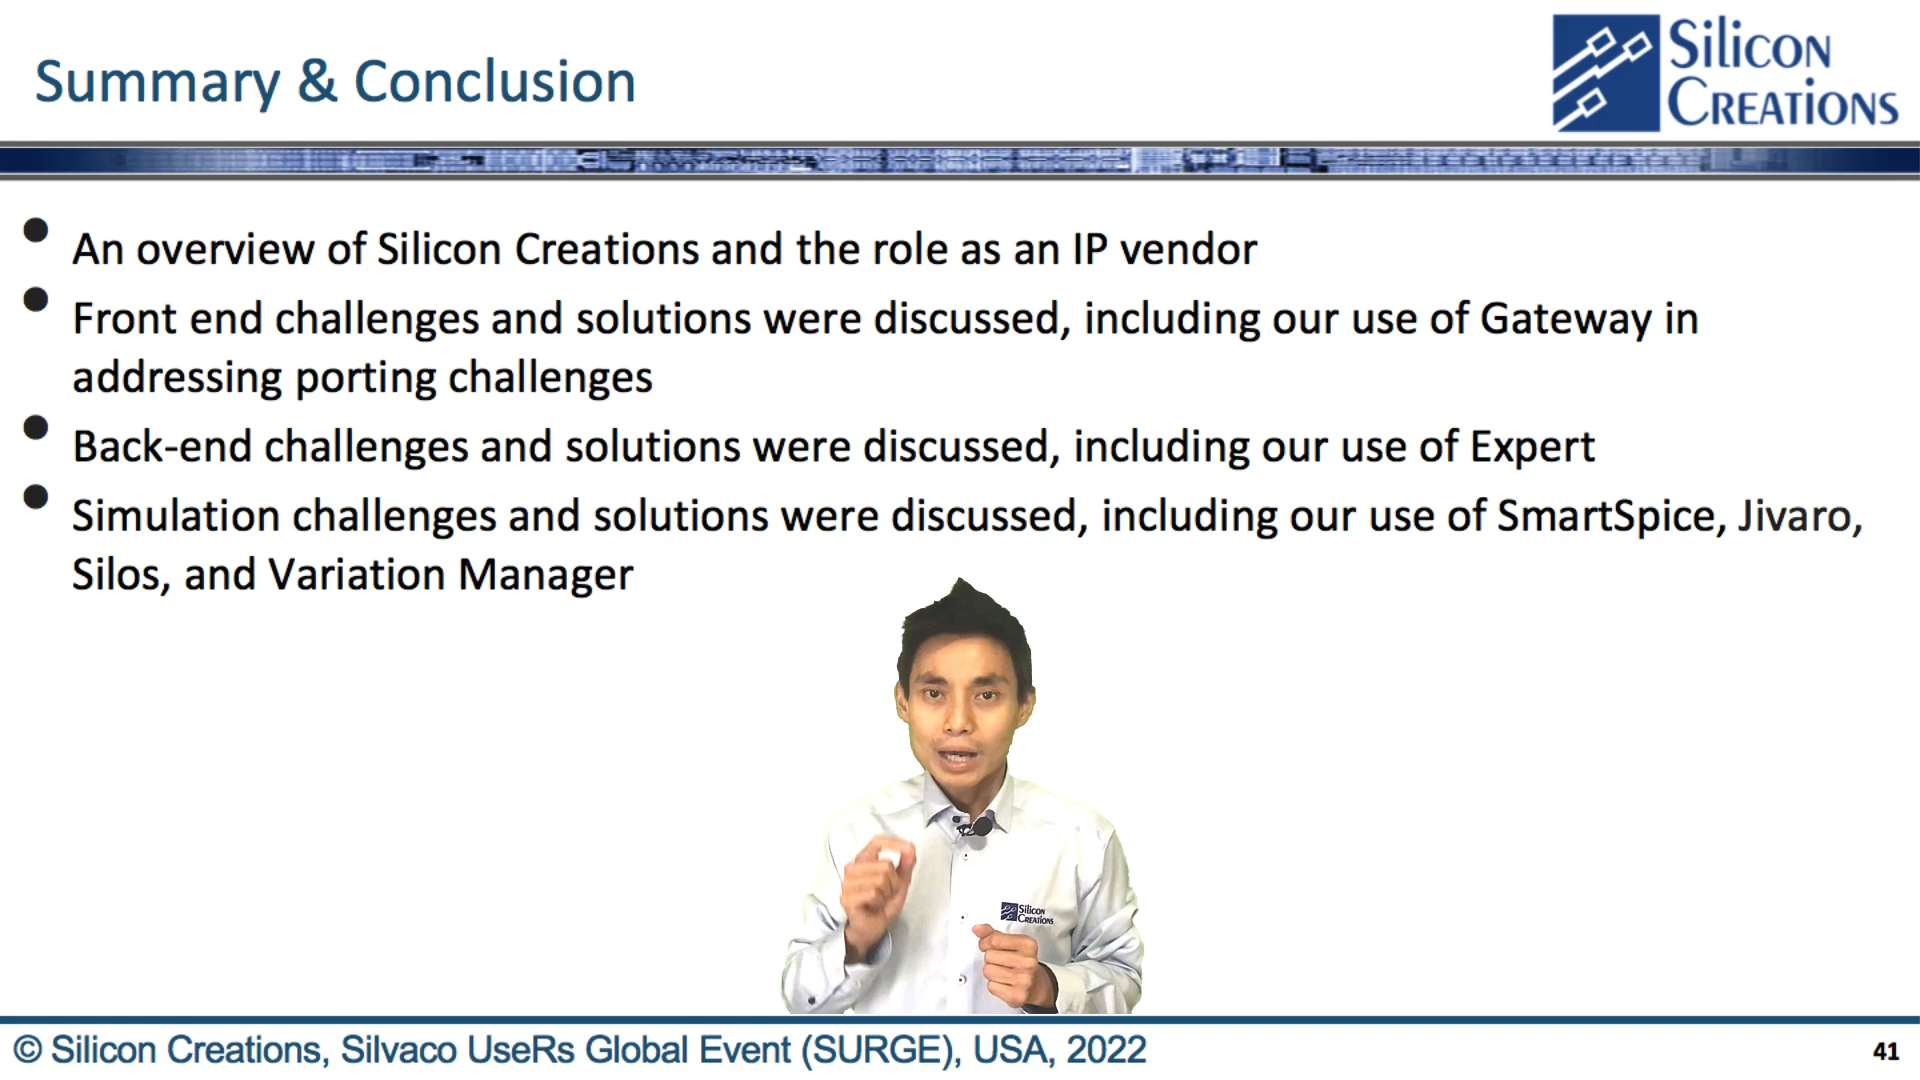 Summary & Conclusion
Silicon
Creations
• An overview of Silicon Creations and the role as an IP vendor
• Front end challenges and solutions were discussed, including our use of Gateway in
addressing porting challenges
• Back-end challenges and solutions were discussed, including our use of Expert
• Simulation challenges and solutions were discussed, including our use of SmartSpice, Jivaro,
Silos, and Variation Manager
Silicon
Creations
© Silicon Creations, Silvaco UseRs Global Event (SURGE), USA, 2022
41